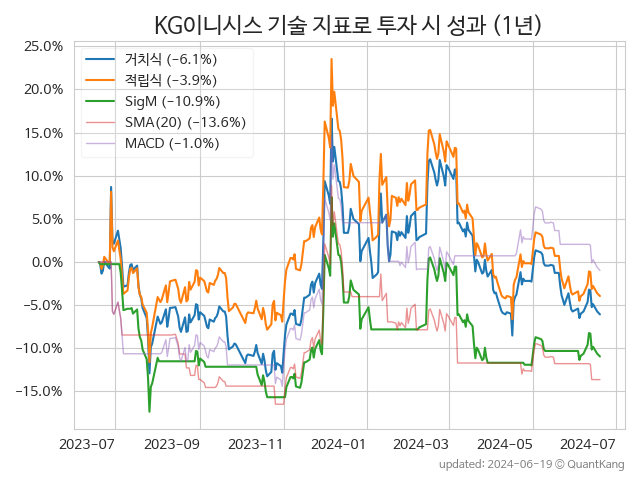 KG이니시스 기술 지표로 투자 시 성과 (1년)
25.0%
20.0%
15.0%
10.0%
5.0%
0.0%
−5.0%
−10.0%
−15.0%
거치식 (−6.1%)
적립식 (−3.9%)
SigM (−10.9%)
SMA(20) (−13.6%)
MACD (−1.0%)
2023−07 2023−09 2023−11 2024−01 2024−03 2024−05 2024−07
updated: 2024−06−19 © QuantKang